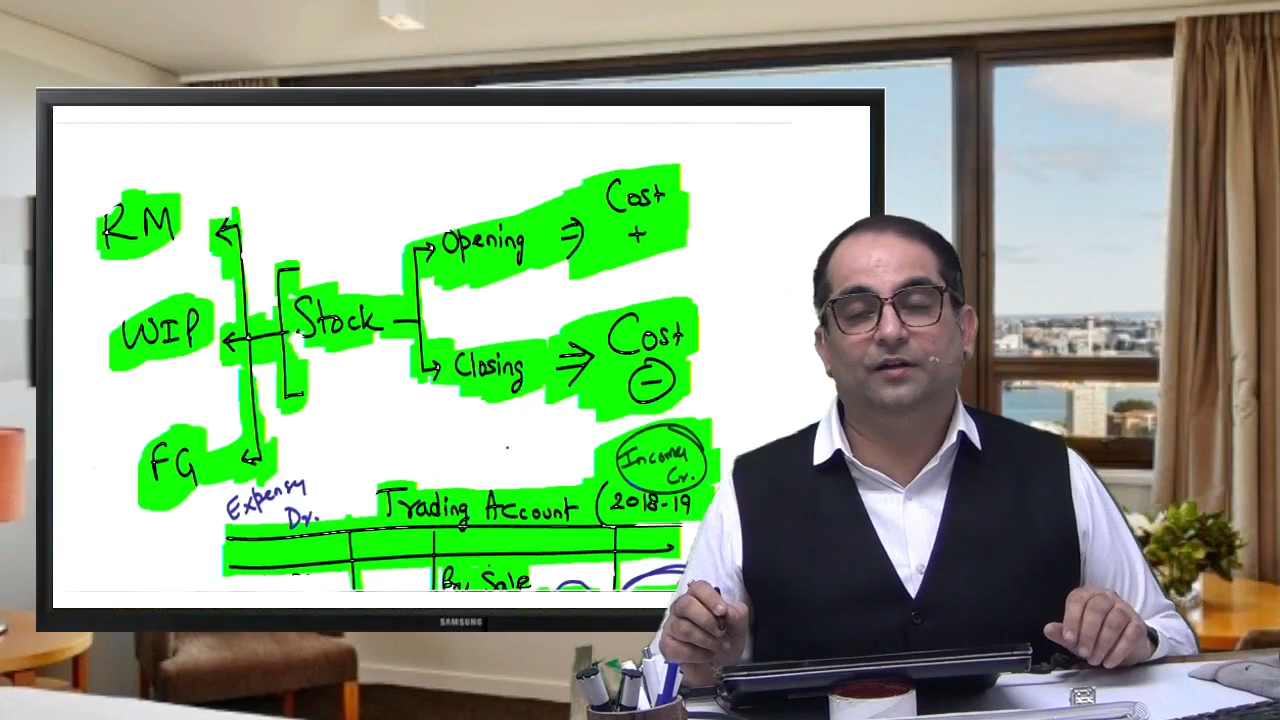 RM
Cost
+
Opening ⇒
WIP
Stock
Cost
Closing ⇒
-
FG
Income
Cr.
Expense
Dr.
Trading Account (2018-19
By Sale
SAMSUNG